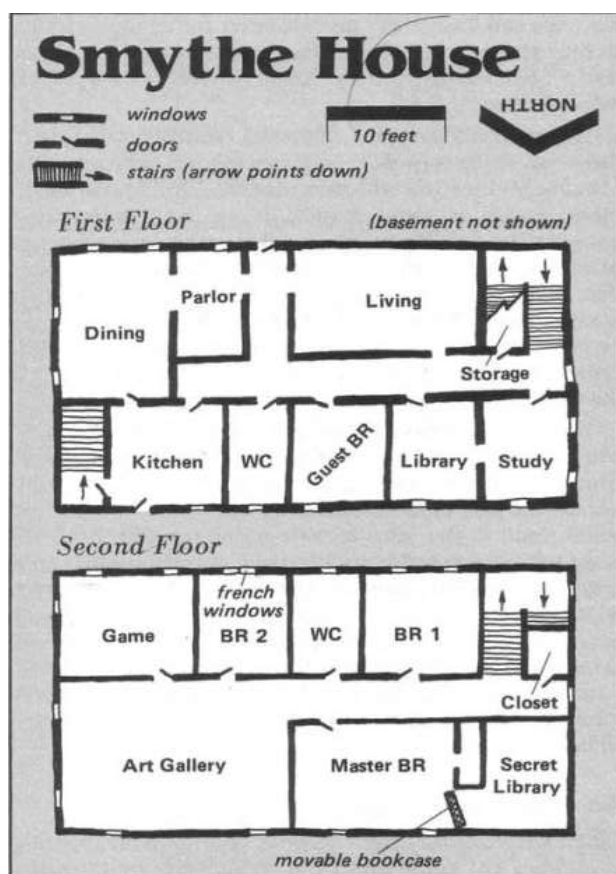 Smythe House
windows
doors
stairs (arrow points down)
10 feet
NORTH
First Floor
(basement not shown)
Parlor
Living
Dining
Storage
Kitchen
WC
Guest BR
Library
Study
Second Floor
french
windows
Game
BR 2
WC
BR 1
Closet
Art Gallery
Master BR
Secret
Library
movable bookcase